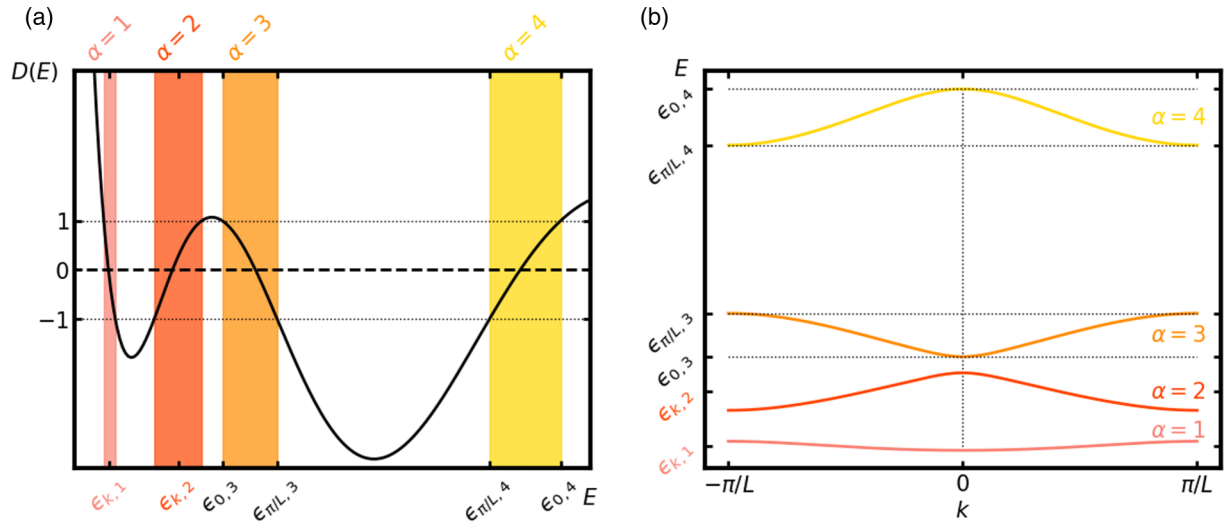 (a)
α = 1
α = 2
α = 3
α = 4
D(E)
1
0
−1
ϵk, 1
ϵk, 2
ϵ0, 3
ϵπ/L, 3
ϵπ/L, 4
ϵ0, 4
E
(b)
E
ϵ0, 4
ϵπ/L, 4
ϵπ/L, 3
ϵ0, 3
ϵk, 2
ϵk, 1
α = 4
α = 3
α = 2
α = 1
−π/L
0
π/L
k